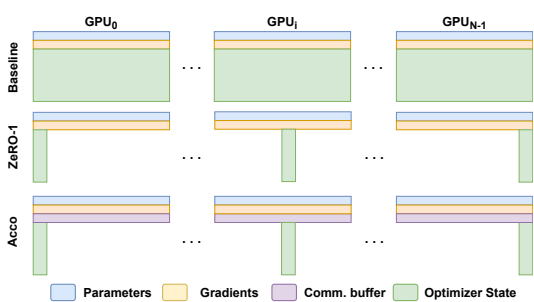 GPU0 GPUi GPUN-1
Baseline
. . . . . .
ZeRO-1
. . . . . .
Acco
. . . . . .
Parameters Gradients Comm. buffer Optimizer State